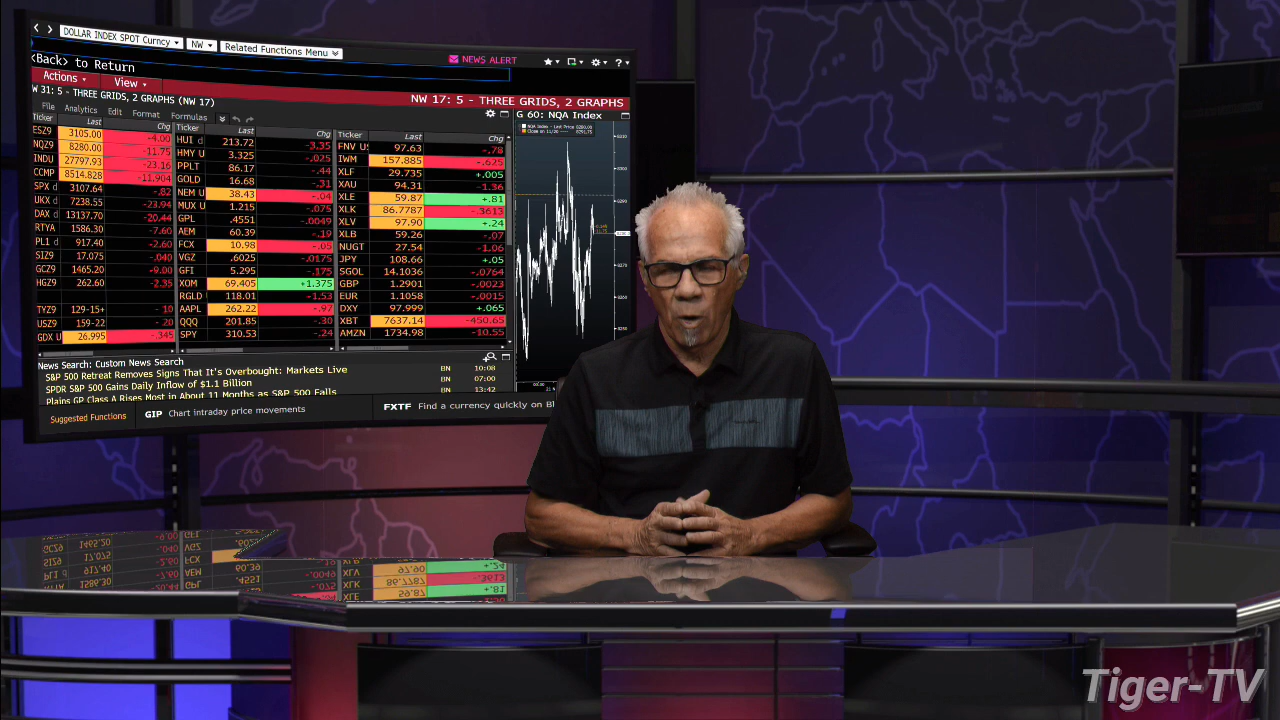 DOLLAR INDEX SPOT Curncy NW Related Functions Menu
NEWS ALERT
<Back> to Return
Actions View
NW 17: 5 - THREE GRIDS, 2 GRAPHS
W 31: 5 - THREE GRIDS, 2 GRAPHS (NW 17)
File Analytics Edit Format Formulas
G 60: NQA Index
Ticker Last Chg
ESZ9 3105.00 -4.00
NQZ9 8280.00 -11.75
INDU 27797.93 -23.16
CCMP 8514.828 -11.904
SPX d 3107.64 -.82
UKX d 7238.55 -23.94
DAX d 13137.70 -20.44
RTYA 1586.30 -7.60
PL1 d 917.40 -2.60
SIZ9 17.075 -.040
GCZ9 1465.20 -9.00
HGZ9 262.60 -2.35
TYZ9 129-15+ - 10
USZ9 159-22 - 20
GDX U 26.995 -.345
Ticker Last Chg
HUI d 213.72 -3.35
HMY U 3.325 -.025
PPLT 86.17 -.44
GOLD 16.68 -.31
NEM U 38.43 -.04
MUX U 1.215 -.075
GPL .4551 -.0049
AEM 60.39 -.19
FCX 10.98 -.05
VGZ .6025 -.0175
GFI 5.295 -.175
XOM 69.405 +1.375
RGLD 118.01 -1.53
AAPL 262.22 -.97
QQQ 201.85 -.30
SPY 310.53 -.24
Ticker Last Chg
FNV US 97.63 -.78
IWM 157.885 -.625
XLF 29.735 +.005
XAU 94.31 -1.36
XLE 59.87 +.81
XLK 86.7787 -.3613
XLV 97.90 +.24
XLB 59.26 -.07
NUGT 27.54 -1.06
JPY 108.66 +.05
SGOL 14.1036 -.0764
GBP 1.2901 -.0023
EUR 1.1058 -.0015
DXY 97.999 +.065
XBT 7637.14 -450.65
AMZN 1734.98 -10.55
News Search: Custom News Search
S&P 500 Retreat Removes Signs That It's Overbought: Markets Live BN 10:08
SPDR S&P 500 Gains Daily Inflow of $1.1 Billion BN 07:00
Plains GP Class A Rises Most in About 11 Months as S&P 500 Falls BN 13:42
Suggested Functions GIP Chart intraday price movements FXTF Find a currency quickly on Bl
Tiger-TV